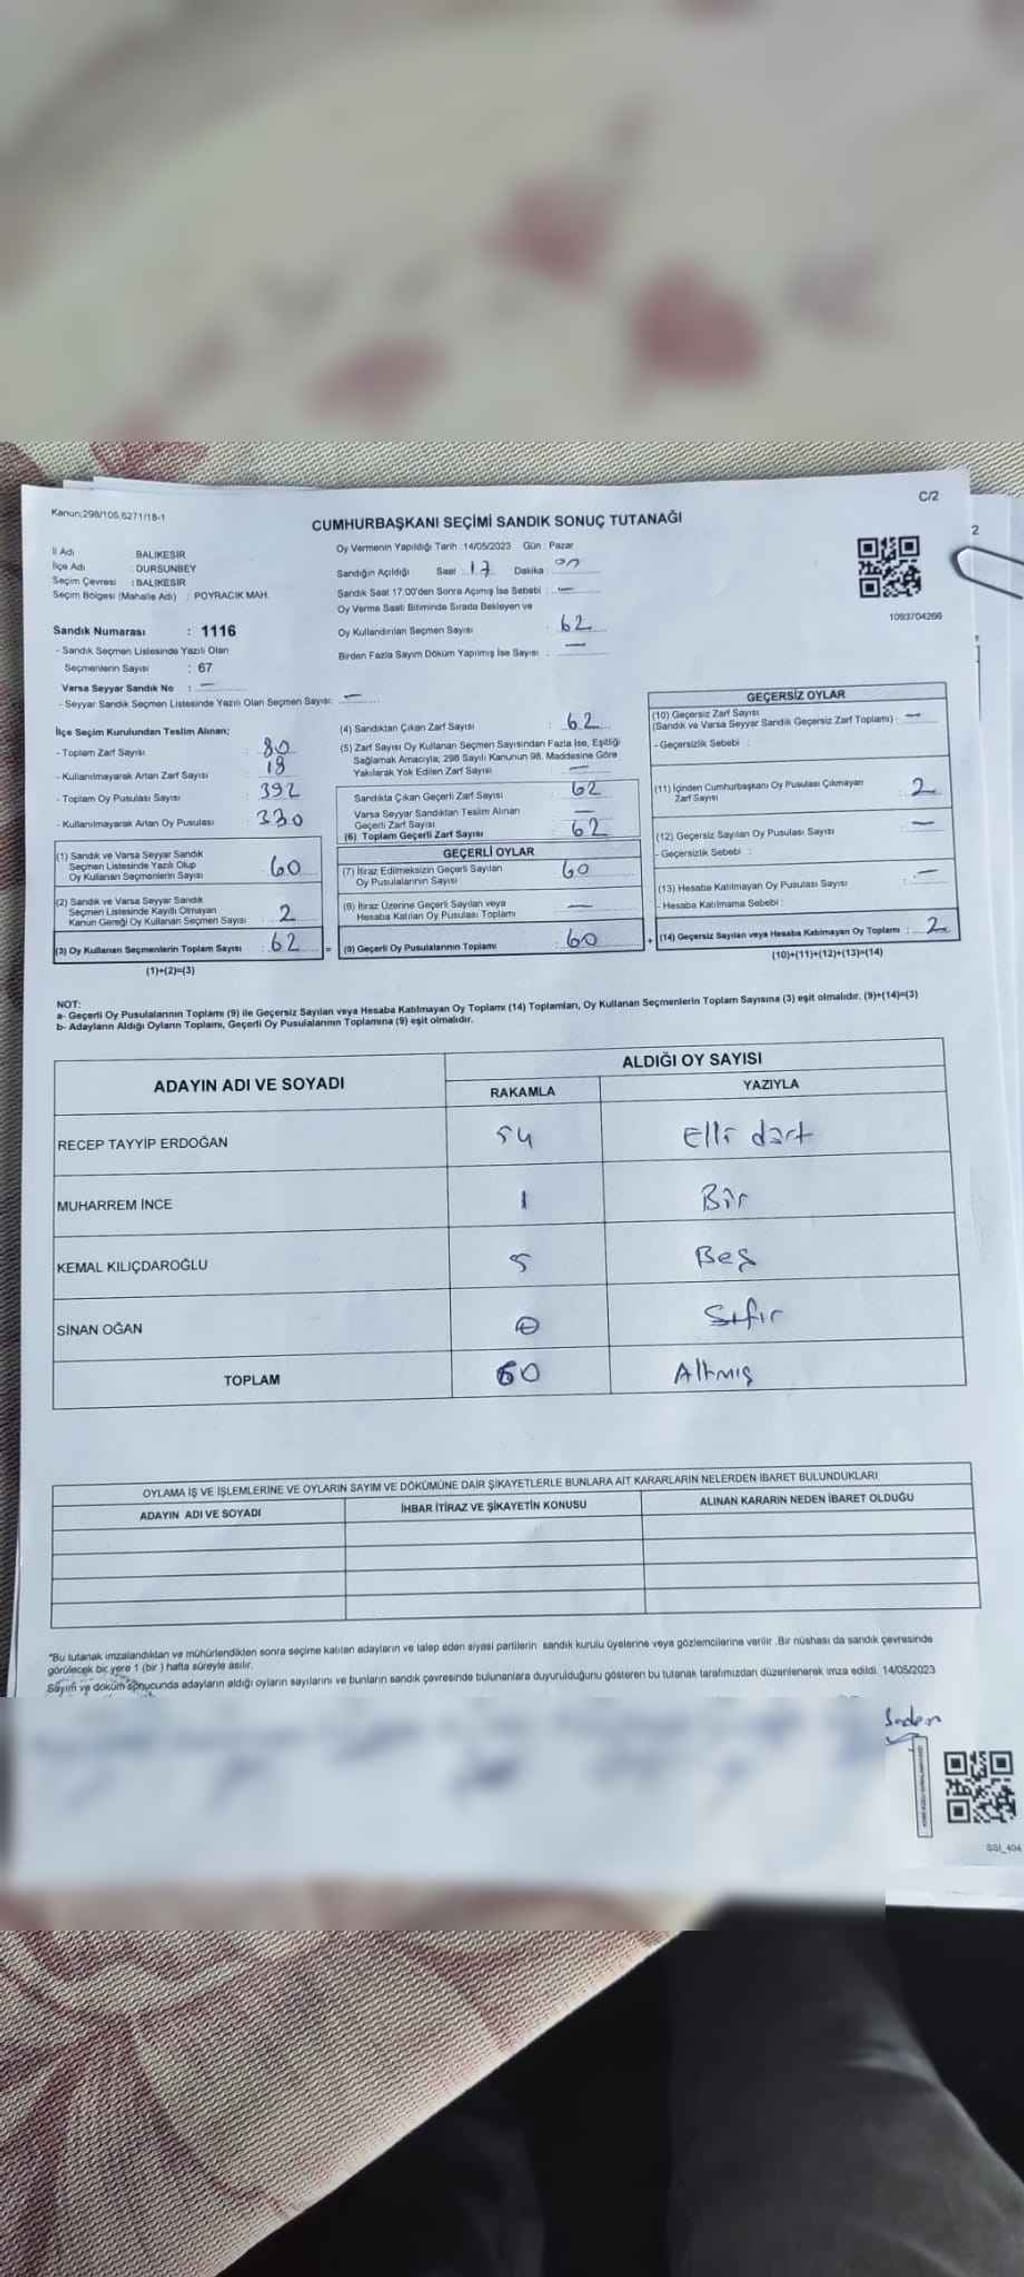 C/2
Kanun:298/105,6271/18-1
CUMHURBAŞKANI SEÇİMİ SANDIK SONUÇ TUTANAĞI
2
İl Adı BALIKESİR
İlçe Adı : DURSUNBEY
Seçim Çevresi : BALIKESİR
Seçim Bölgesi (Mahalle Adı) : POYRACIK MAH.
Oy Vermenin Yapıldığı Tarih :14/05/2023 Gün : Pazar
Sandığın Açıldığı Saat : 17 Dakika : 00
Sandık Saat 17:00'den Sonra Açımış İse Sebebi : —
Oy Verme Saati Bitiminde Sırada Bekleyen ve
Oy Kullandırılan Seçmen Sayısı : 62
Birden Fazla Sayım Döküm Yapılmış İse Sayısı : —
1093704266
Sandık Numarası : 1116
- Sandık Seçmen Listesinde Yazılı Olan
Seçmenlerin Sayısı : 67
Varsa Seyyar Sandık No : —
- Seyyar Sandık Seçmen Listesinde Yazılı Olan Seçmen Sayısı: —
İlçe Seçim Kurulundan Teslim Alınan;
- Toplam Zarf Sayısı : 80
- Kullanılmayarak Artan Zarf Sayısı : 18
- Toplam Oy Pusulası Sayısı : 392
- Kullanılmayarak Artan Oy Pusulası : 330
(1) Sandık ve Varsa Seyyar Sandık
Seçmen Listesinde Yazılı Olup
Oy Kullanan Seçmenlerin Sayısı : 60
(2) Sandık ve Varsa Seyyar Sandık
Seçmen Listesinde Kayıtlı Olmayan
Kanun Gereği Oy Kullanan Seçmen Sayısı : 2
(3) Oy Kullanan Seçmenlerin Toplam Sayısı : 62
(1)+(2)=(3)
(4) Sandıktan Çıkan Zarf Sayısı : 62
(5) Zarf Sayısı Oy Kullanan Seçmen Sayısından Fazla İse, Eşitliği
Sağlamak Amacıyla, 298 Sayılı Kanunun 98. Maddesine Göre
Yakılarak Yok Edilen Zarf Sayısı : —
Sandıkta Çıkan Geçerli Zarf Sayısı : 62
Varsa Seyyar Sandıktan Teslim Alınan
Geçerli Zarf Sayısı : —
(6) Toplam Geçerli Zarf Sayısı : 62
GEÇERLİ OYLAR
(7) İtiraz Edilmeksizin Geçerli Sayılan
Oy Pusulalarının Sayısı : 60
(8) İtiraz Üzerine Geçerli Sayılan veya
Hesaba Katılan Oy Pusulası Toplamı : —
= (9) Geçerli Oy Pusulalarının Toplamı : 60
GEÇERSİZ OYLAR
(10) Geçersiz Zarf Sayısı
(Sandık ve Varsa Seyyar Sandık Geçersiz Zarf Toplamı) : —
- Geçersizlik Sebebi :
(11) İçinden Cumhurbaşkanı Oy Pusulası Çıkmayan
Zarf Sayısı : 2
(12) Geçersiz Sayılan Oy Pusulası Sayısı : —
- Geçersizlik Sebebi :
(13) Hesaba Katılmayan Oy Pusulası Sayısı : —
- Hesaba Katılmama Sebebi :
+ (14) Geçersiz Sayılan veya Hesaba Katılmayan Oy Toplamı : 2
(10)+(11)+(12)+(13)=(14)
NOT:
a- Geçerli Oy Pusulalarının Toplamı (9) ile Geçersiz Sayılan veya Hesaba Katılmayan Oy Toplamı (14) Toplamları, Oy Kullanan Seçmenlerin Toplam Sayısına (3) eşit olmalıdır. (9)+(14)=(3)
b- Adayların Aldığı Oyların Toplamı, Geçerli Oy Pusulalarının Toplamına (9) eşit olmalıdır.
ADAYIN ADI VE SOYADI ALDIĞI OY SAYISI
RAKAMLA YAZIYLA
RECEP TAYYİP ERDOĞAN 54 Elli dört
MUHARREM İNCE 1 Bir
KEMAL KILIÇDAROĞLU 5 Beş
SİNAN OĞAN 0 Sıfır
TOPLAM 60 Altmış
OYLAMA İŞ VE İŞLEMLERİNE VE OYLARIN SAYIM VE DÖKÜMÜNE DAİR ŞİKAYETLERLE BUNLARA AİT KARARLARIN NELERDEN İBARET BULUNDUKLARI
ADAYIN ADI VE SOYADI İHBAR İTİRAZ VE ŞİKAYETİN KONUSU ALINAN KARARIN NEDEN İBARET OLDUĞU
"Bu tutanak imzalandıktan ve mühürlendikten sonra seçime katılan adayların ve talep eden siyasi partilerin sandık kurulu üyelerine veya gözlemcilerine verilir .Bir nüshası da sandık çevresinde
görülecek bir yere 1 (bir ) hafta süreyle asılır.
Sayım ve döküm sonucunda adayların aldığı oyların sayılarını ve bunların sandık çevresinde bulunanlara duyurulduğunu gösteren bu tutanak tarafımızdan düzenlenerek imza edildi. 14/05/2023